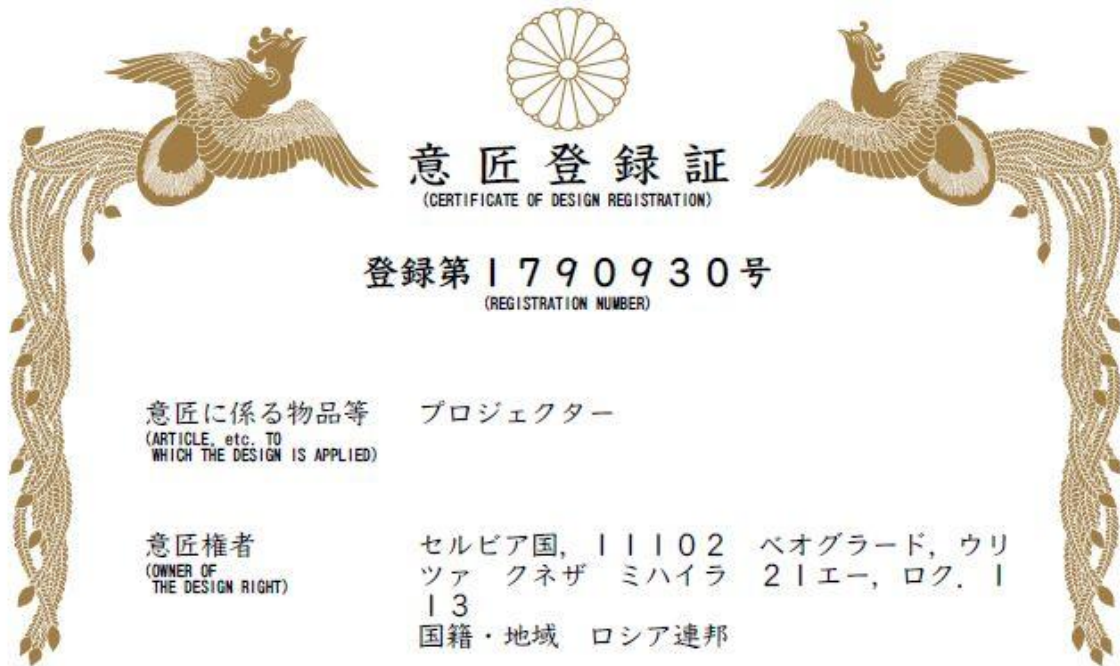 意匠登録証
(CERTIFICATE OF DESIGN REGISTRATION)
登録第１７９０９３０号
(REGISTRATION NUMBER)
意匠に係る物品等　プロジェクター
(ARTICLE, etc. TO
WHICH THE DESIGN IS APPLIED)
意匠権者　セルビア国，１１１０２　ベオグラード，ウリ
(OWNER OF
THE DESIGN RIGHT)
ツァ　クネザ　ミハイラ　２１エー，ロク．１
１３
国籍・地域　ロシア連邦